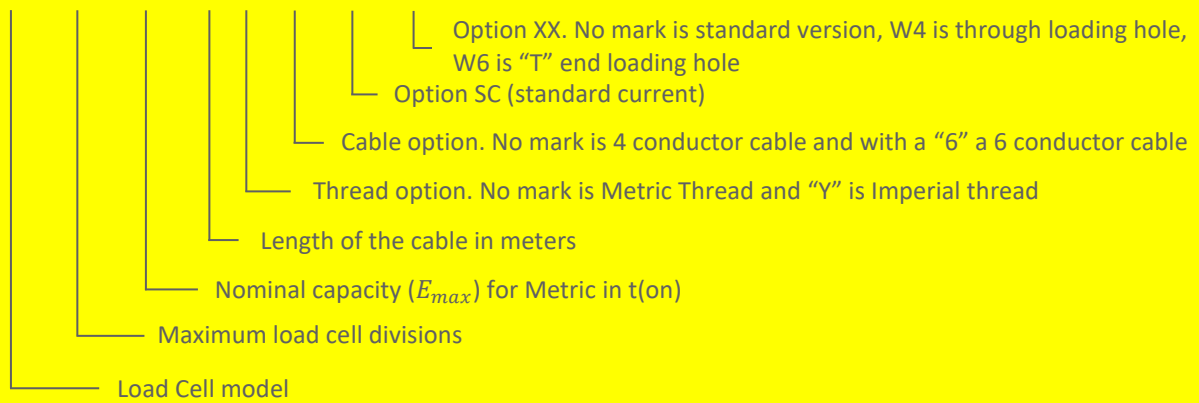 Option XX. No mark is standard version, W4 is through loading hole,
W6 is “T” end loading hole
Option SC (standard current)
Cable option. No mark is 4 conductor cable and with a “6” a 6 conductor cable
Thread option. No mark is Metric Thread and “Y” is Imperial thread
Length of the cable in meters
Nominal capacity (E_{max}) for Metric in t(on)
Maximum load cell divisions
Load Cell model